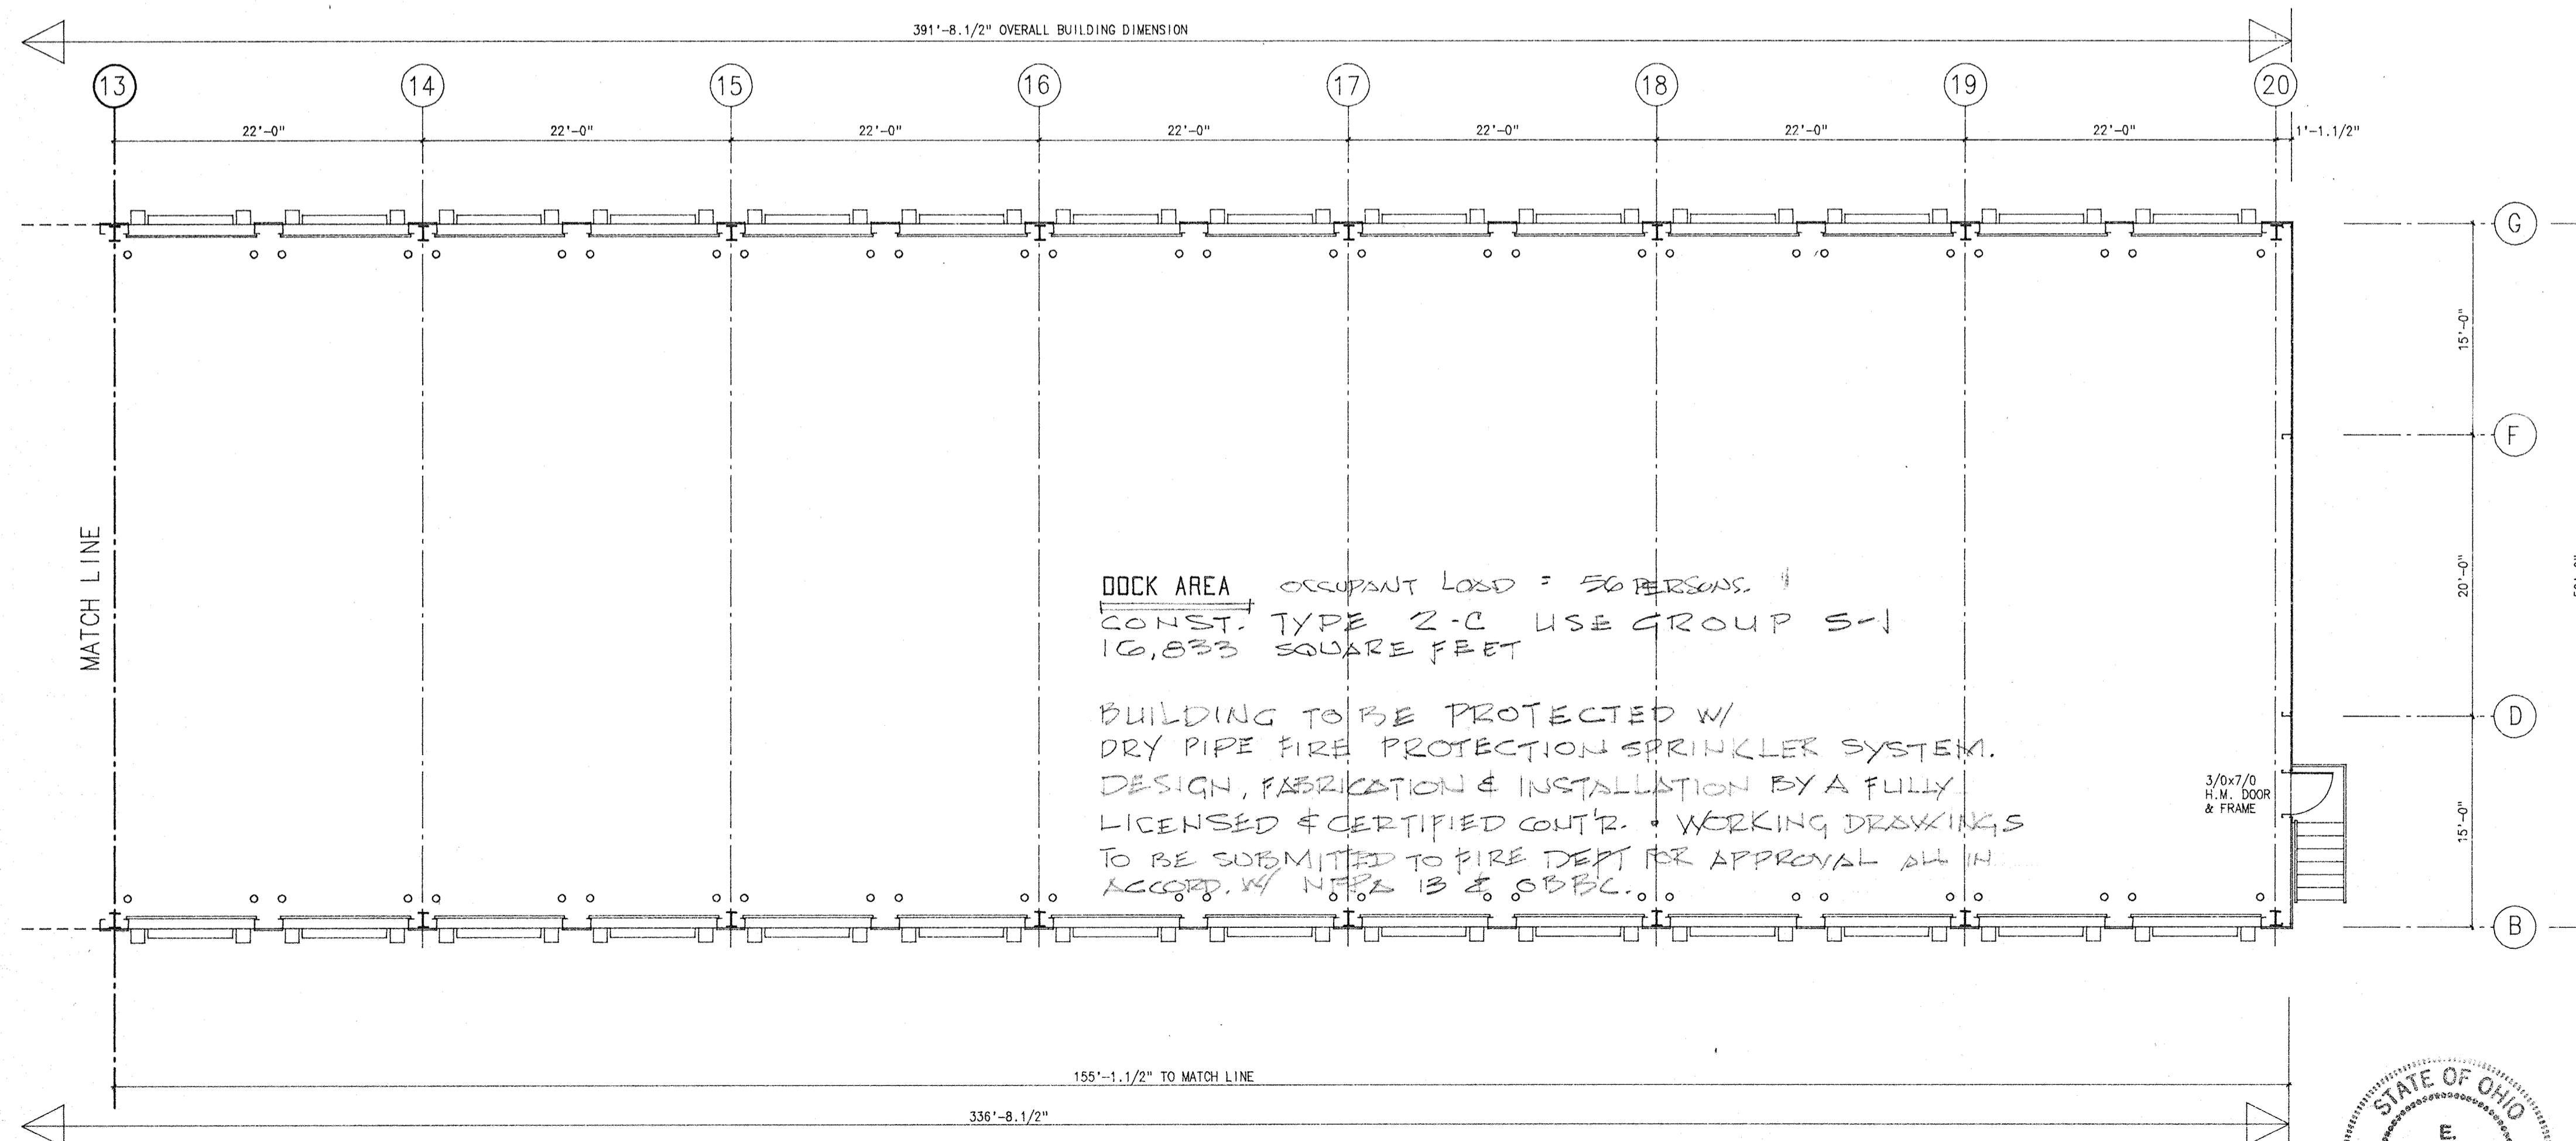 391'-8.1/2" OVERALL BUILDING DIMENSION
13 14 15 16 17 18 19 20
22'-0" 22'-0" 22'-0" 22'-0" 22'-0" 22'-0" 22'-0" 1'-1.1/2"
G
15'-0"
F
MATCH LINE
20'-0"
DOCK AREA OCCUPANT LOAD = 56 PERSONS.
CONST. TYPE 2-C USE GROUP S-1
16,833 SQUARE FEET
BUILDING TO BE PROTECTED W/
DRY PIPE FIRE PROTECTION SPRINKLER SYSTEM.
DESIGN, FABRICATION & INSTALLATION BY A FULLY
LICENSED & CERTIFIED CONT'R. • WORKING DRAWINGS
TO BE SUBMITTED TO FIRE DEPT FOR APPROVAL ALL IN
ACCORD. W/ NFPA 13 & OBBC.
D
3/0x7/0
H.M. DOOR
& FRAME
15'-0"
B
155'-1.1/2" TO MATCH LINE
336'-8.1/2"
STATE OF OHIO
E.